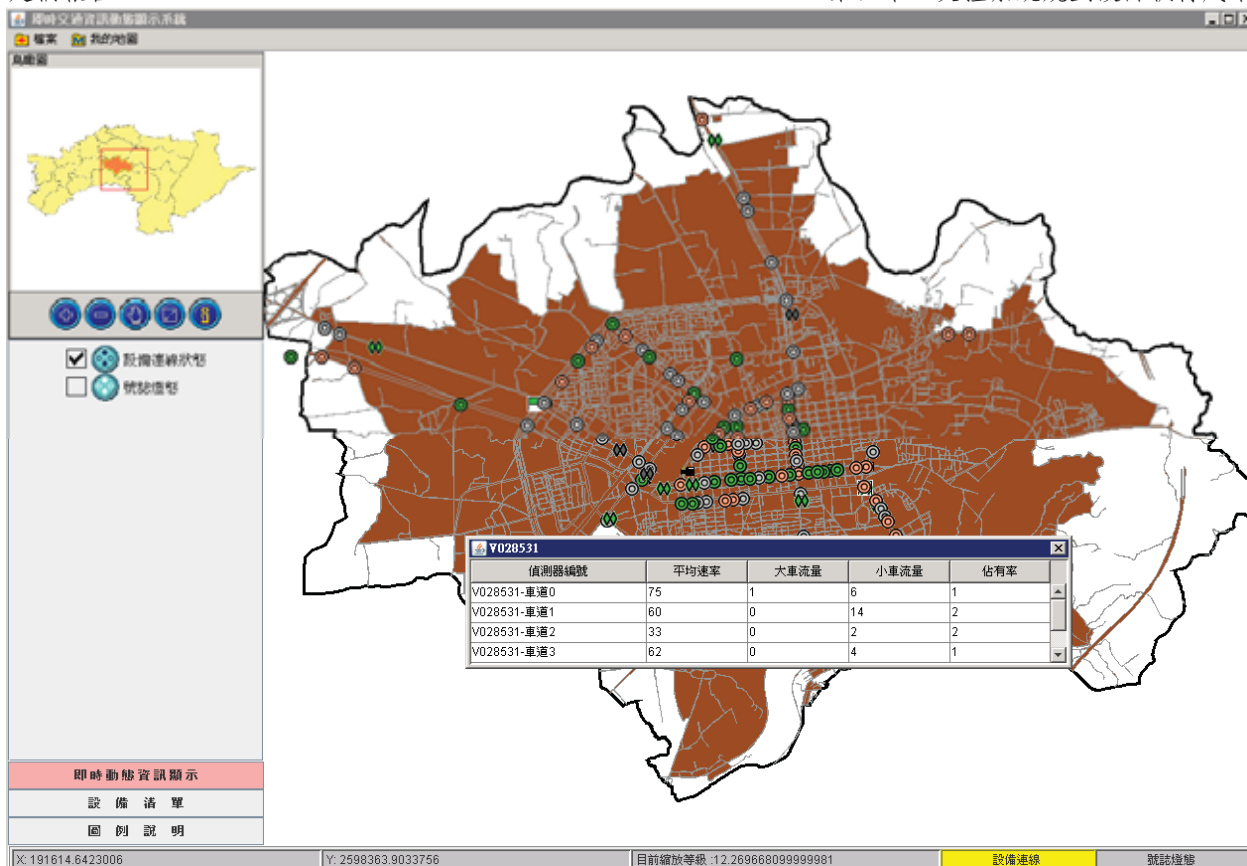 即時交通資訊動態顯示系統
檔案 我的地圖
鳥瞰圖
設備連線狀態
號誌燈態
V028531
偵測器編號 平均速率 大車流量 小車流量 佔有率
V028531-車道0 75 1 6 1
V028531-車道1 60 0 14 2
V028531-車道2 33 0 2 2
V028531-車道3 62 0 4 1
即時動態資訊顯示
設備清單
圖例説明
X: 191614.6423006 Y: 2598363.9033756 目前縮放等級 :12.269668099999981 設備連線 號誌燈態